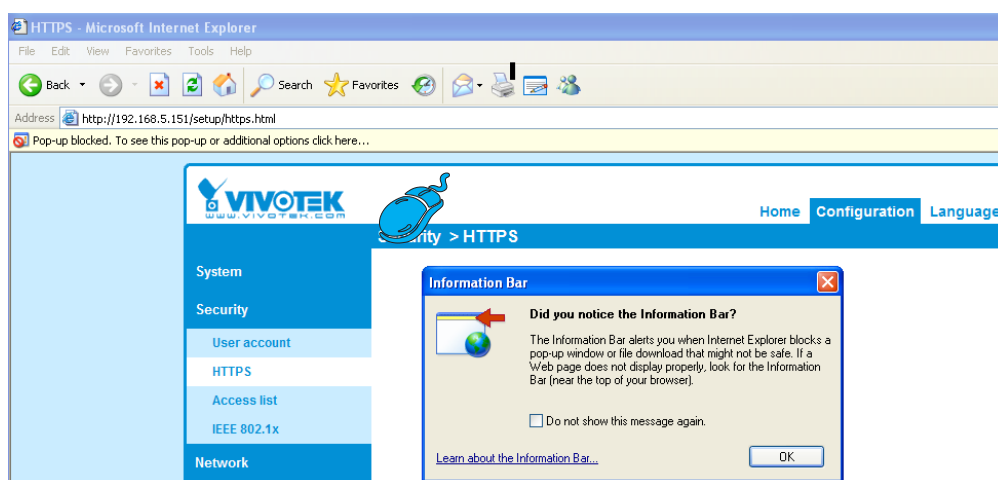 HTTPS - Microsoft Internet Explorer
File Edit View Favorites Tools Help
Back Search Favorites
Address http://192.168.5.151/setup/https.html
Pop-up blocked. To see this pop-up or additional options click here...
VIVOTEK
www.vivotek.com
Home Configuration Language
> HTTPS
System
Security
User account
HTTPS
Access list
IEEE 802.1x
Network
Information Bar
Did you notice the Information Bar?
The Information Bar alerts you when Internet Explorer blocks a
pop-up window or file download that might not be safe. If a
Web page does not display properly, look for the Information
Bar (near the top of your browser).
Do not show this message again.
Learn about the Information Bar...
OK